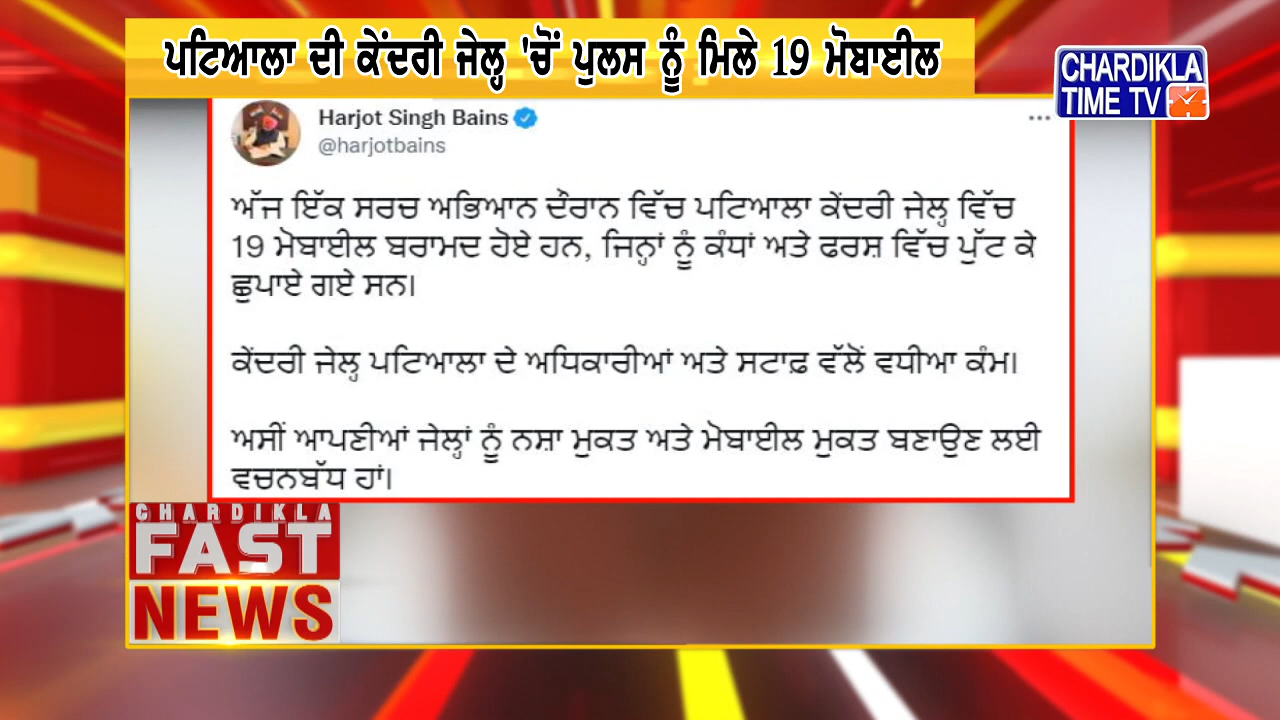 ਪਟਿਆਲਾ ਦੀ ਕੇਂਦਰੀ ਜੇਲ੍ਹ 'ਚੋਂ ਪੁਲਸ ਨੂੰ ਮਿਲੇ 19 ਮੋਬਾਈਲ
CHARDIKLA
TIME TV
Harjot Singh Bains
@harjotbains
ਅੱਜ ਇੱਕ ਸਰਚ ਅਭਿਆਨ ਦੌਰਾਨ ਵਿੱਚ ਪਟਿਆਲਾ ਕੇਂਦਰੀ ਜੇਲ੍ਹ ਵਿੱਚ
19 ਮੋਬਾਈਲ ਬਰਾਮਦ ਹੋਏ ਹਨ, ਜਿਨ੍ਹਾਂ ਨੂੰ ਕੰਧਾਂ ਅਤੇ ਫਰਸ਼ ਵਿੱਚ ਪੁੱਟ ਕੇ
ਛੁਪਾਏ ਗਏ ਸਨ।
ਕੇਂਦਰੀ ਜੇਲ੍ਹ ਪਟਿਆਲਾ ਦੇ ਅਧਿਕਾਰੀਆਂ ਅਤੇ ਸਟਾਫ਼ ਵੱਲੋਂ ਵਧੀਆ ਕੰਮ।
ਅਸੀਂ ਆਪਣੀਆਂ ਜੇਲ੍ਹਾਂ ਨੂੰ ਨਸ਼ਾ ਮੁਕਤ ਅਤੇ ਮੋਬਾਈਲ ਮੁਕਤ ਬਣਾਉਣ ਲਈ
ਵਚਨਬੱਧ ਹਾਂ।
CHARDIKLA
FAST
NEWS